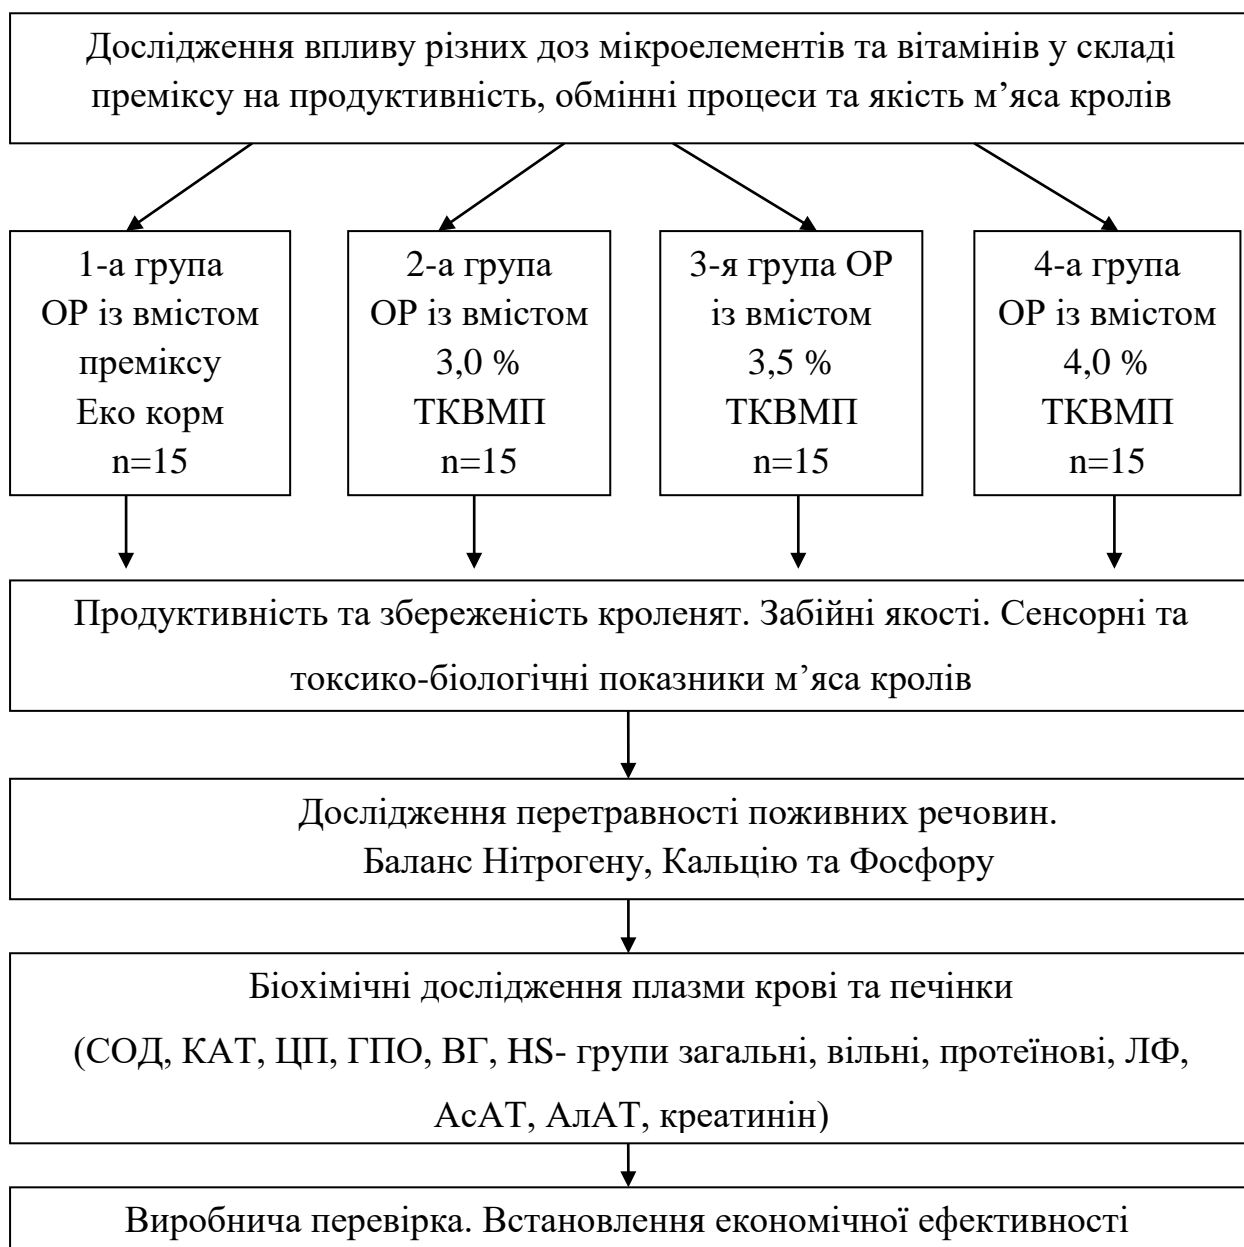 Дослідження впливу різних доз мікроелементів та вітамінів у складі
преміксу на продуктивність, обмінні процеси та якість м’яса кролів
1-а група
ОР із вмістом
преміксу
Еко корм
n=15
2-а група
ОР із вмістом
3,0 %
ТКВМП
n=15
3-я група ОР
із вмістом
3,5 %
ТКВМП
n=15
4-а група
ОР із вмістом
4,0 %
ТКВМП
n=15
Продуктивність та збереженість кроленят. Забійні якості. Сенсорні та
токсико-біологічні показники м’яса кролів
Дослідження перетравності поживних речовин.
Баланс Нітрогену, Кальцію та Фосфору
Біохімічні дослідження плазми крові та печінки
(СОД, КАТ, ЦП, ГПО, ВГ, HS- групи загальні, вільні, протеїнові, ЛФ,
АсАТ, АлАТ, креатинін)
Виробнича перевірка. Встановлення економічної ефективності